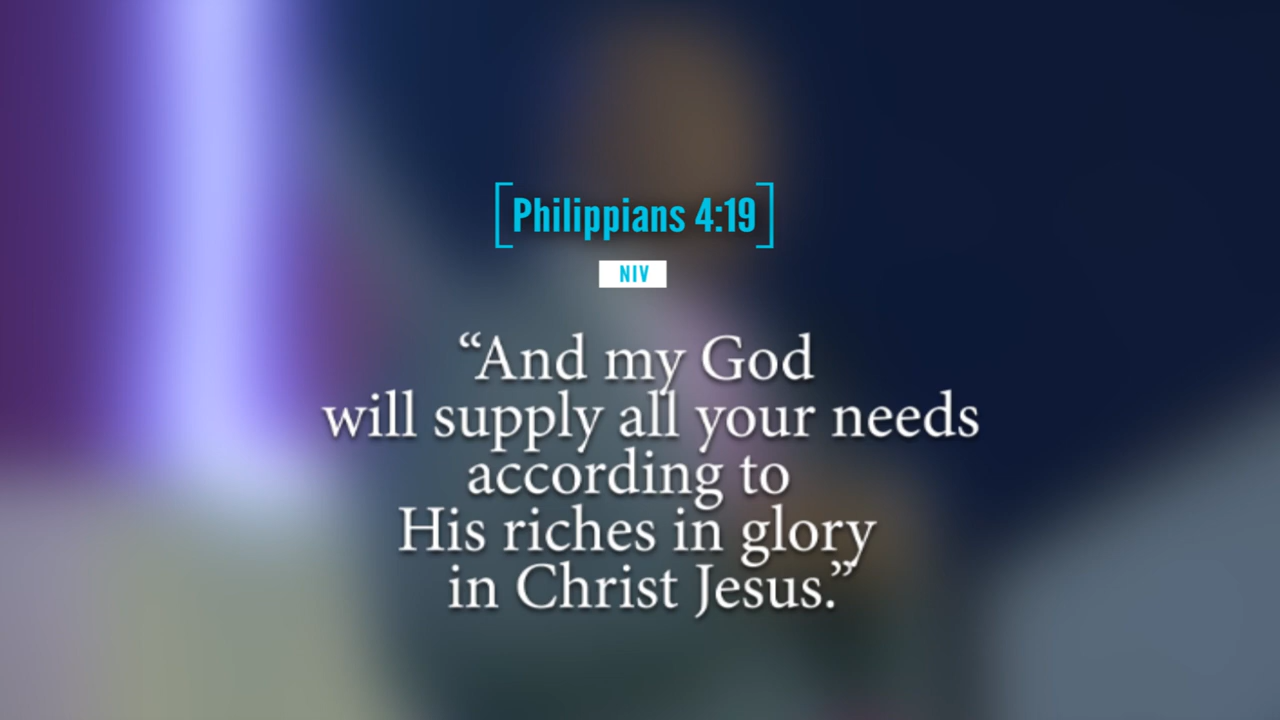 [Philippians 4:19]
NIV
“And my God
will supply all your needs
according to
His riches in glory
in Christ Jesus.”